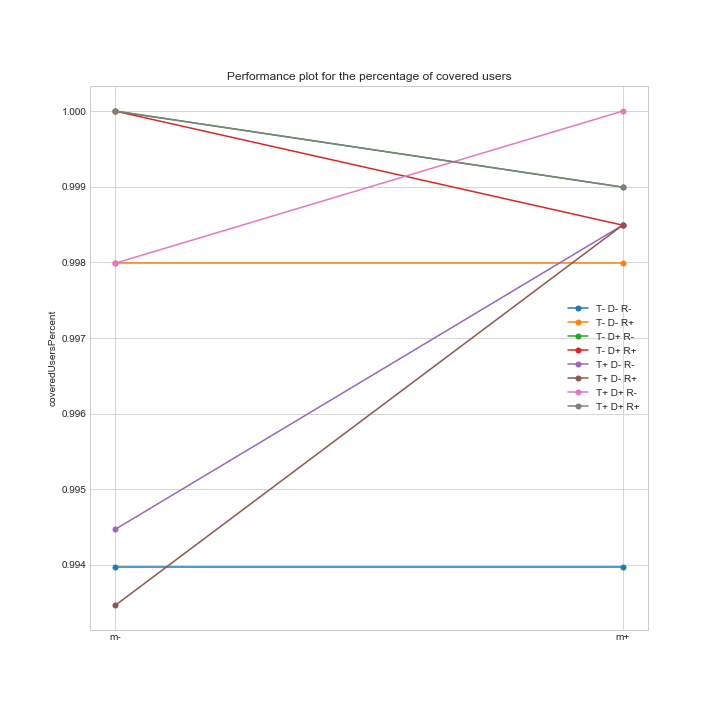 Performance plot for the percentage of covered users
1.000
0.999
0.998
0.997
0.996
0.995
0.994
coveredUsersPercent
m-
m+
T- D- R-
T- D- R+
T- D+ R-
T- D+ R+
T+ D- R-
T+ D- R+
T+ D+ R-
T+ D+ R+